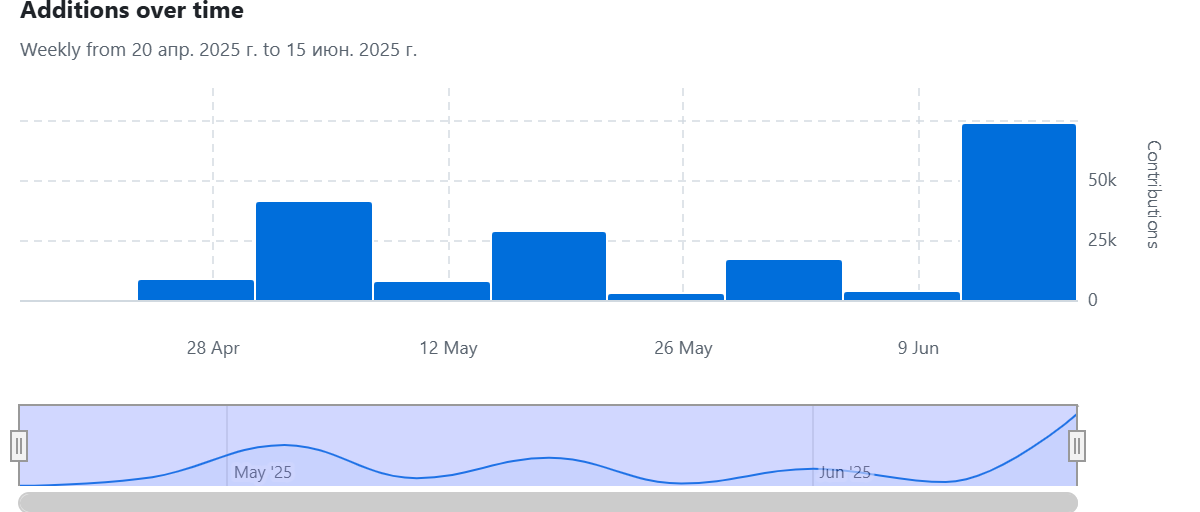 Additions over time
Weekly from 20 апр. 2025 г. to 15 июн. 2025 г.
Contributions
50k
25k
0
28 Apr
12 May
26 May
9 Jun
May '25
Jun '25